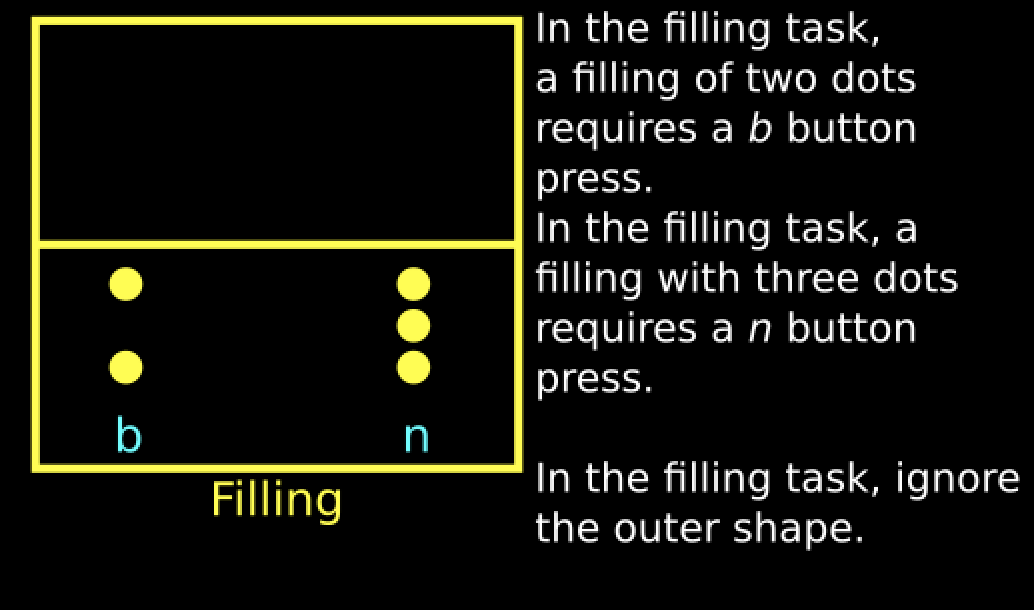 In the filling task,
a filling of two dots
requires a b button
press.
In the filling task, a
filling with three dots
requires a n button
press.
b
n
In the filling task, ignore
the outer shape.
Filling